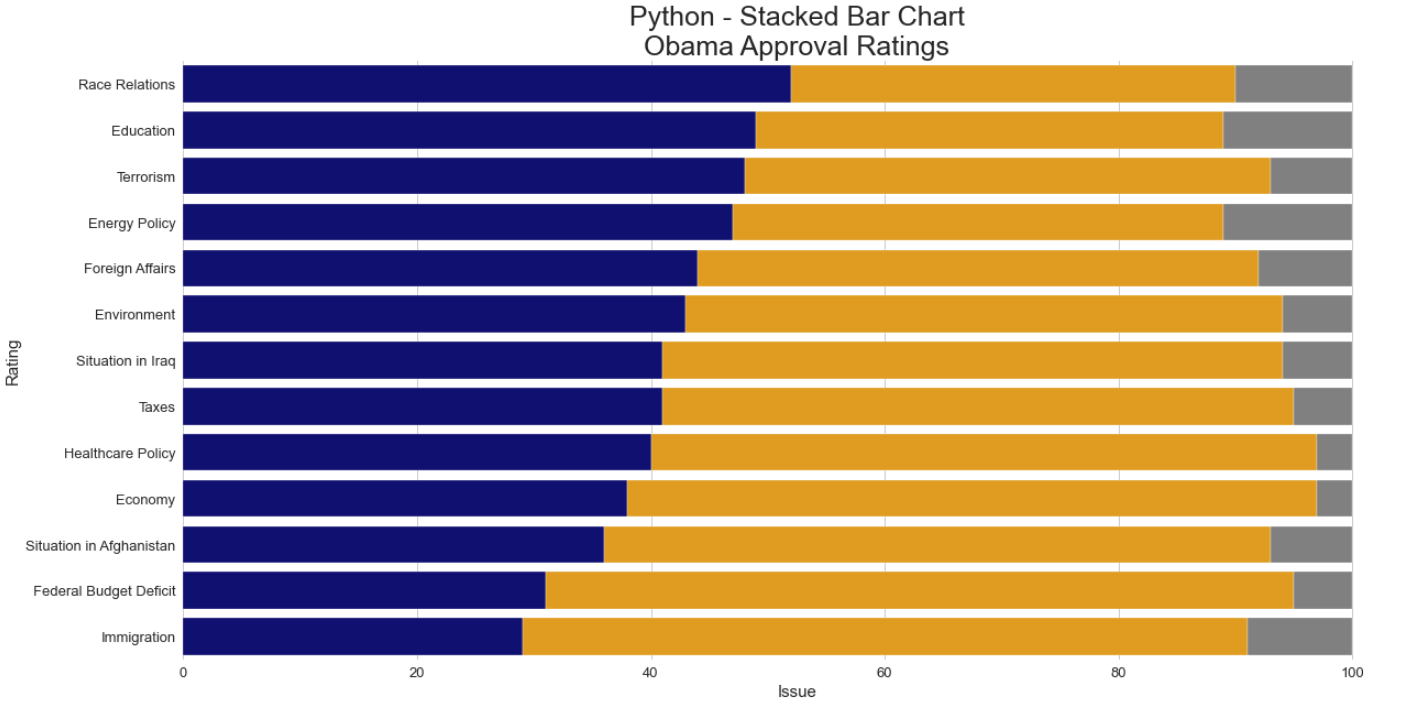 Python - Stacked Bar Chart
Obama Approval Ratings
Race Relations
Education
Terrorism
Energy Policy
Foreign Affairs
Environment
Situation in Iraq
Taxes
Healthcare Policy
Economy
Situation in Afghanistan
Federal Budget Deficit
Immigration
Rating
0 20 40 60 80 100
Issue